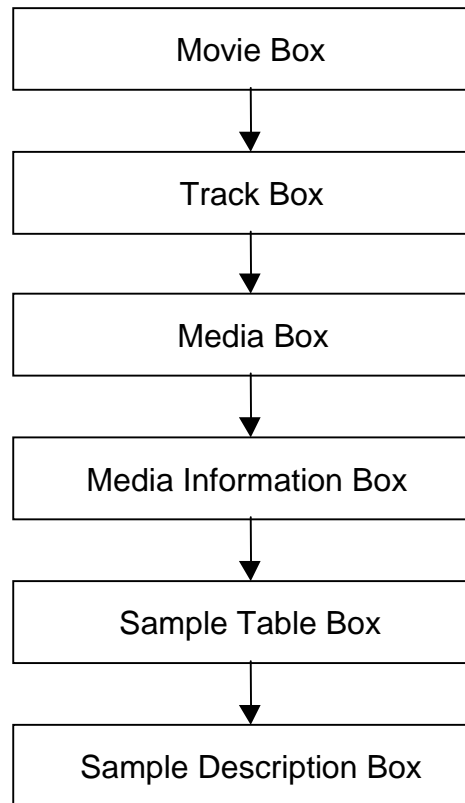 Movie Box
Track Box
Media Box
Media Information Box
Sample Table Box
Sample Description Box